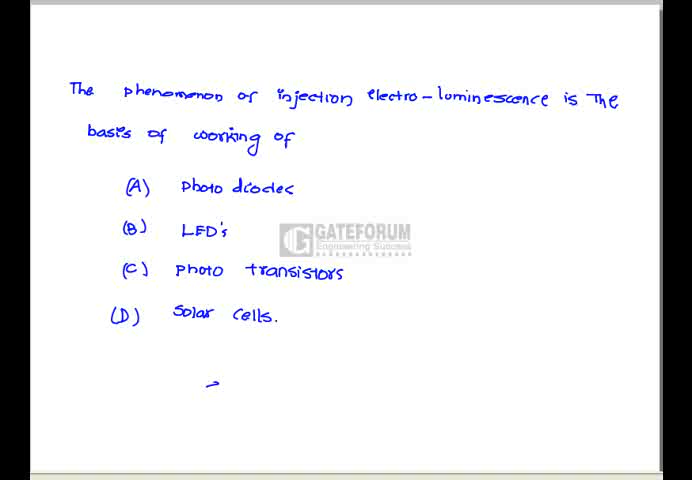 The phenomenon of injection electro-luminescence is the
basis of working of
(A) photo diodes
(B) LED's
GATEFORUM
Engineering Success
(C) photo transistors
(D) solar cells.